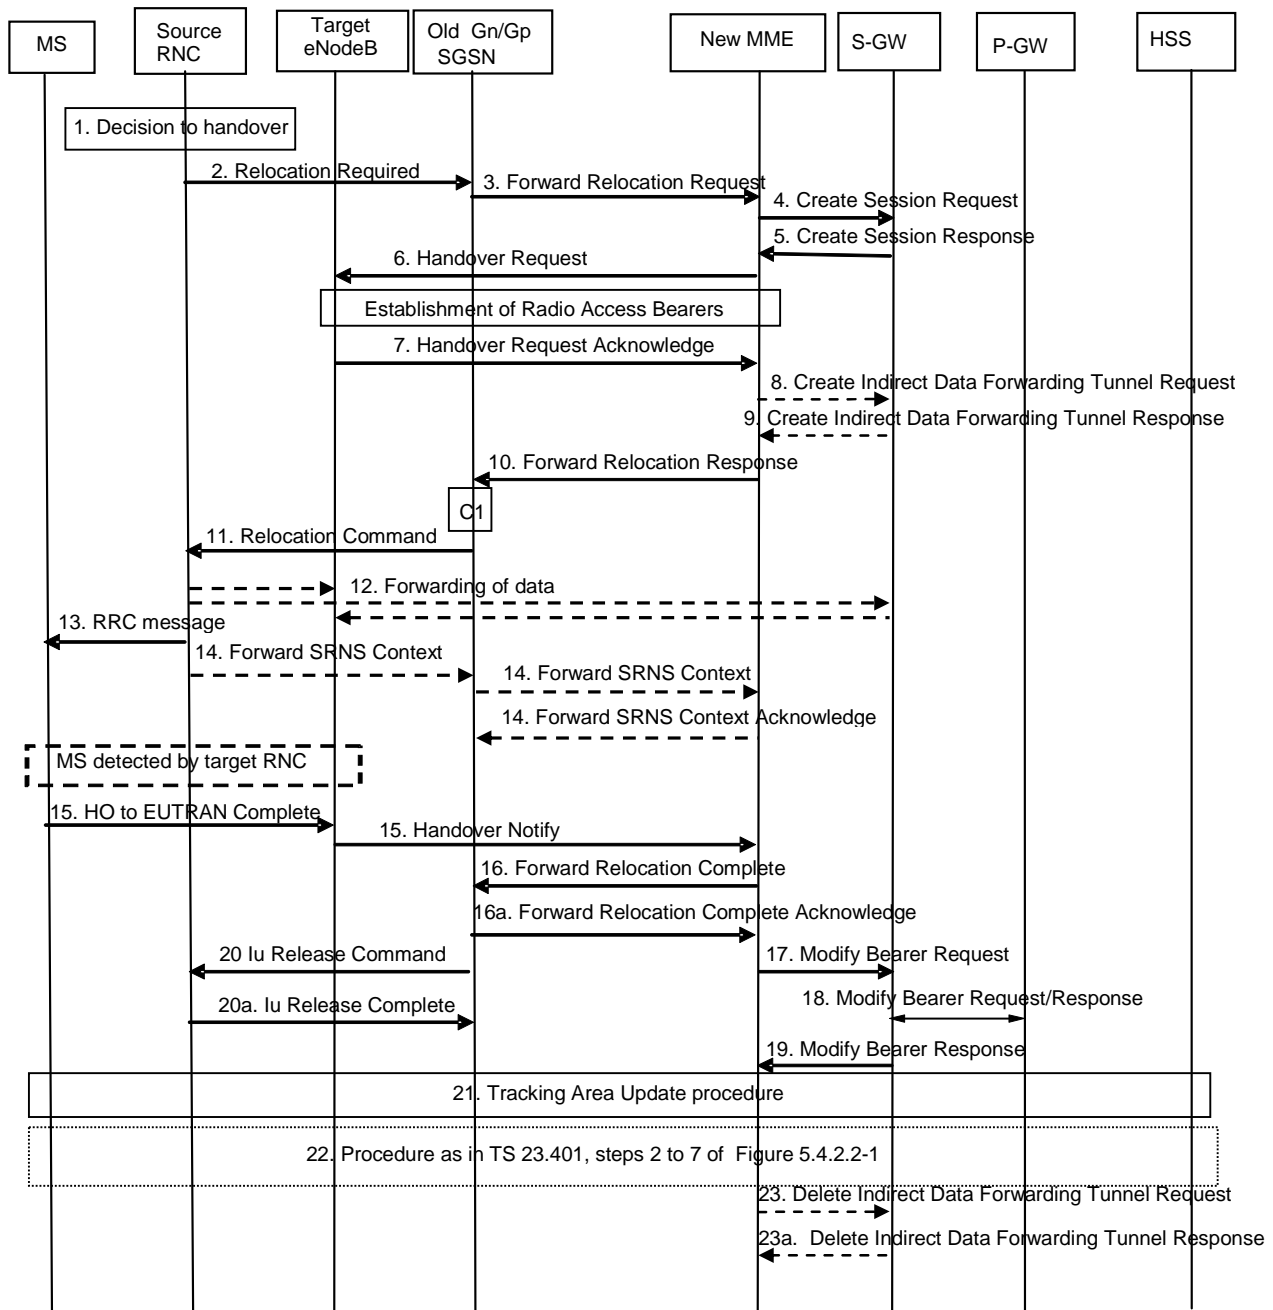 MS
Source
RNC
Target
eNodeB
Old Gn/Gp
SGSN
New MME
S-GW
P-GW
HSS
1. Decision to handover
2. Relocation Required
3. Forward Relocation Request
4. Create Session Request
5. Create Session Response
6. Handover Request
Establishment of Radio Access Bearers
7. Handover Request Acknowledge
8. Create Indirect Data Forwarding Tunnel Request
9. Create Indirect Data Forwarding Tunnel Response
10. Forward Relocation Response
C1
11. Relocation Command
12. Forwarding of data
13. RRC message
14. Forward SRNS Context
14. Forward SRNS Context
14. Forward SRNS Context Acknowledge
MS detected by target RNC
15. HO to EUTRAN Complete
15. Handover Notify
16. Forward Relocation Complete
16a. Forward Relocation Complete Acknowledge
20 Iu Release Command
17. Modify Bearer Request
20a. Iu Release Complete
18. Modify Bearer Request/Response
19. Modify Bearer Response
21. Tracking Area Update procedure
22. Procedure as in TS 23.401, steps 2 to 7 of Figure 5.4.2.2-1
23. Delete Indirect Data Forwarding Tunnel Request
23a. Delete Indirect Data Forwarding Tunnel Response